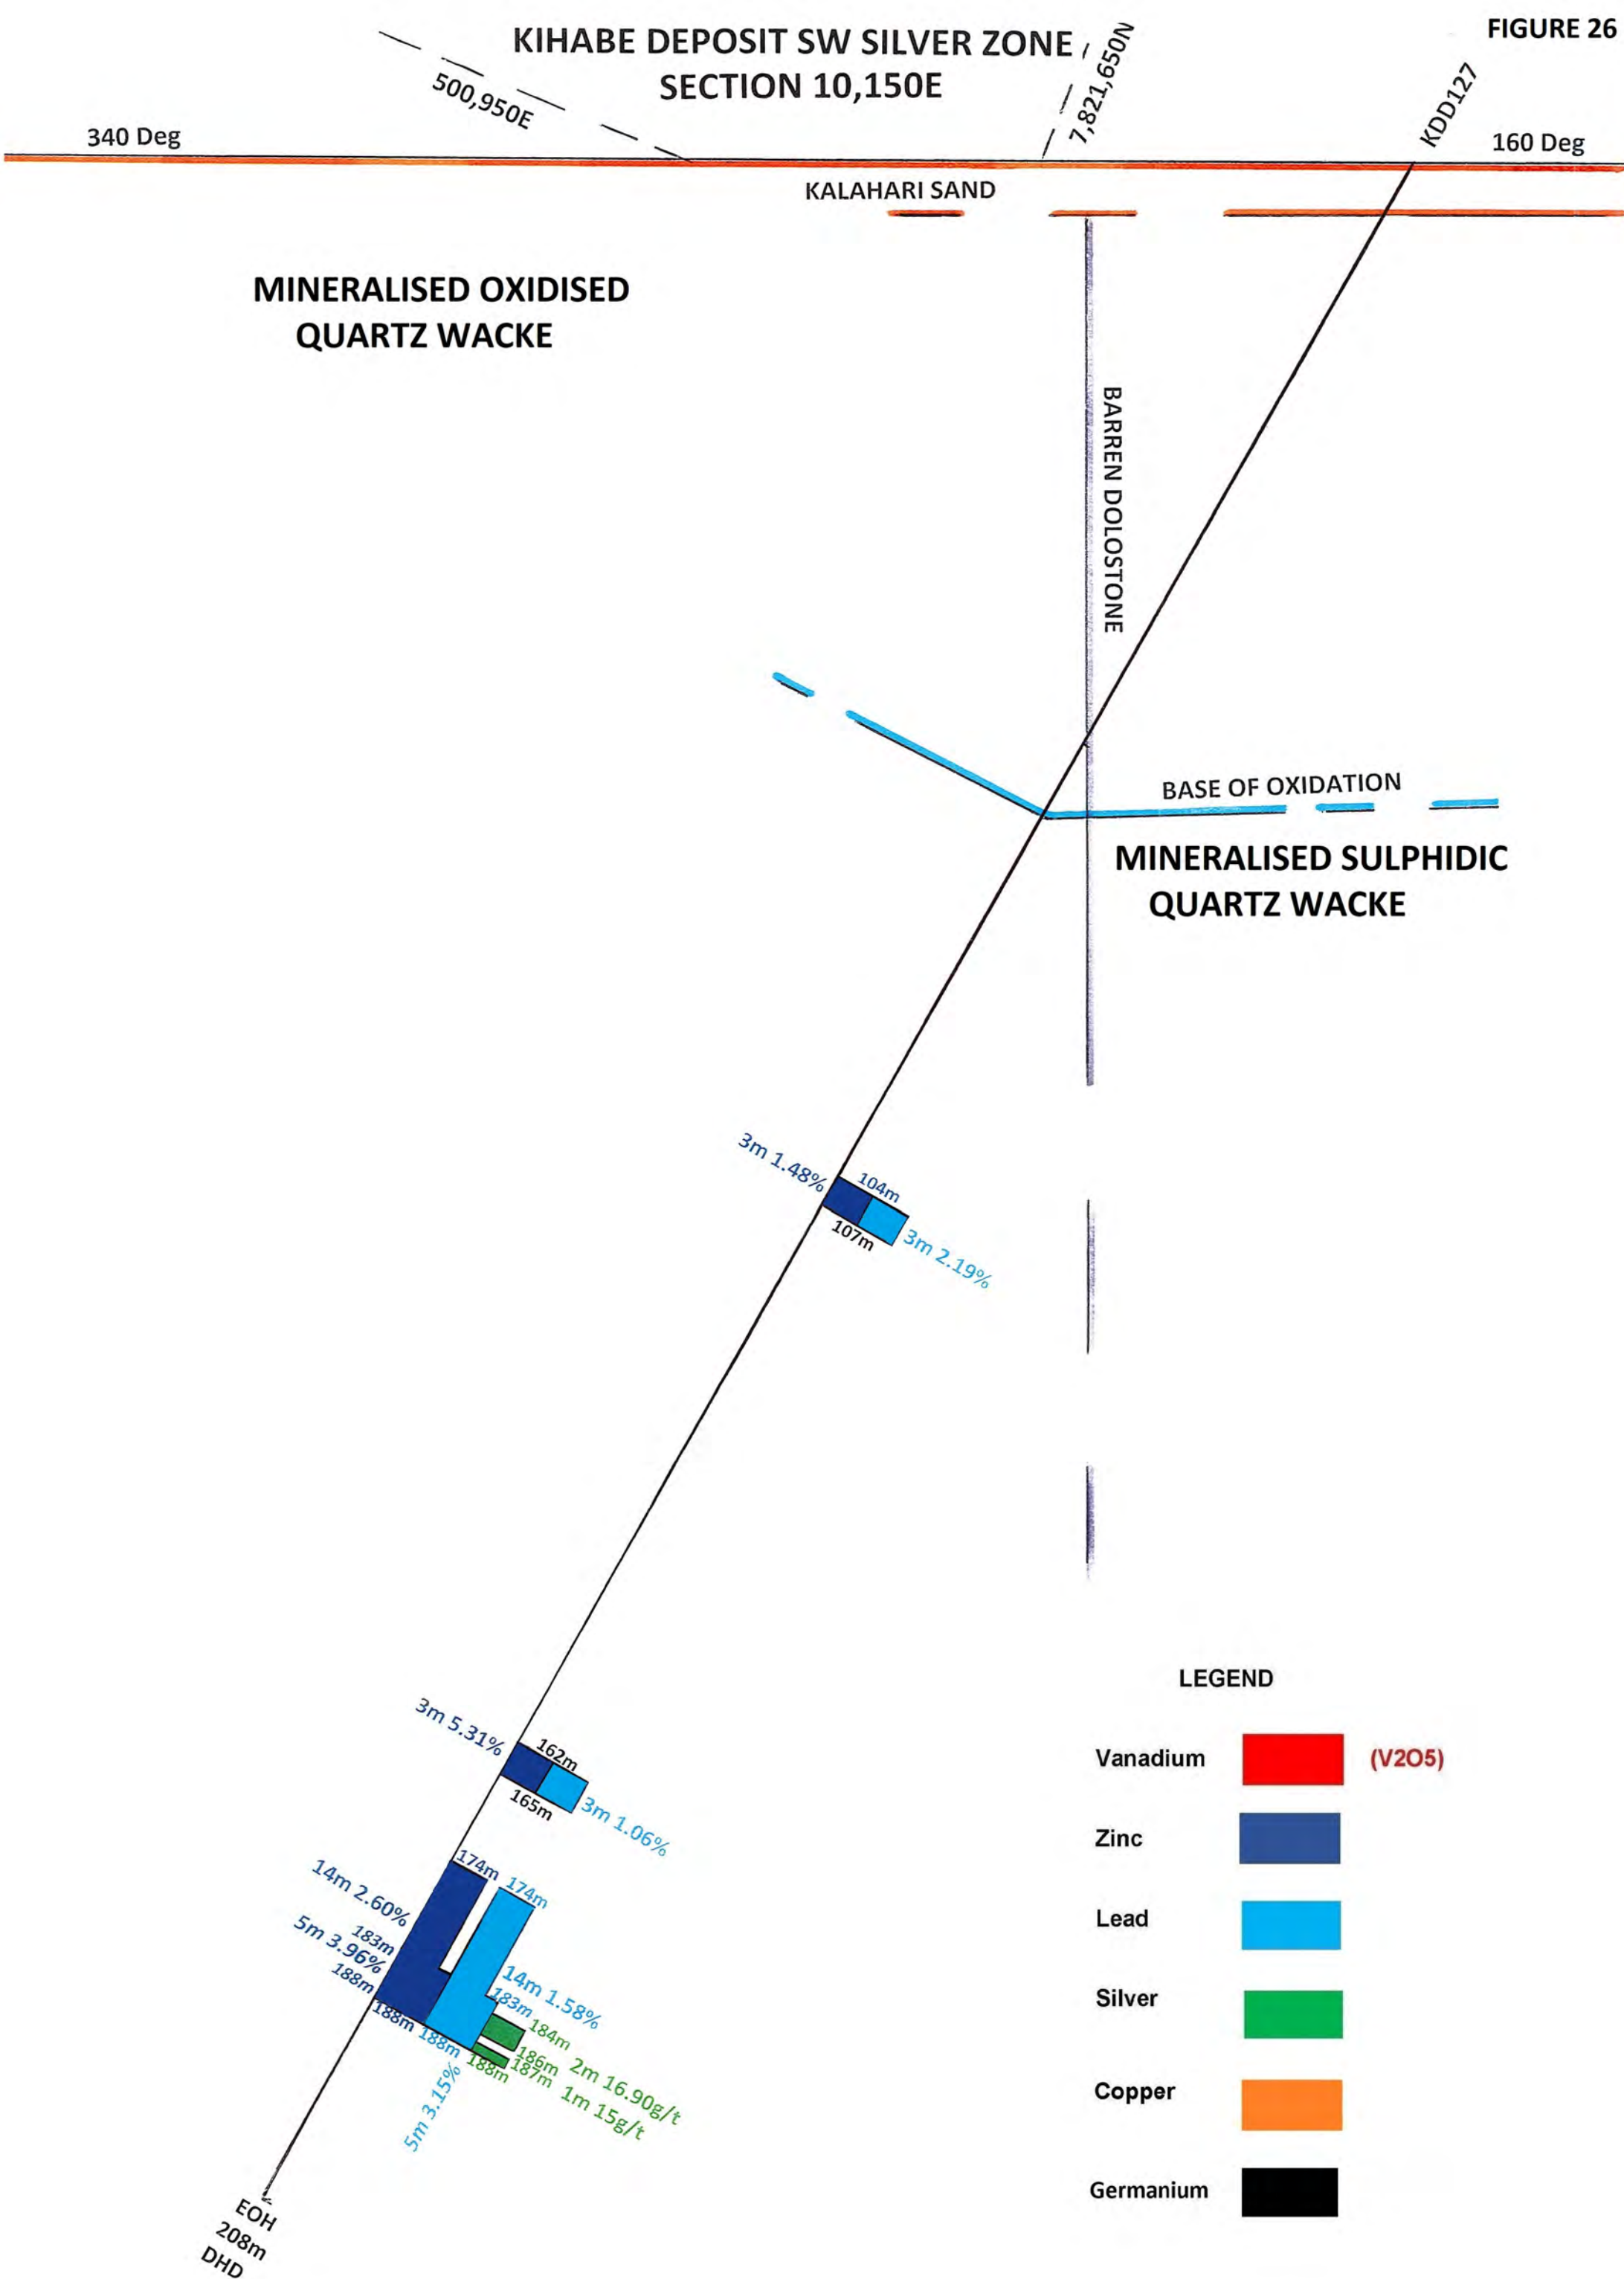 FIGURE 26
KIHABE DEPOSIT SW SILVER ZONE
SECTION 10,150E
500,950E
7,821,650N
KDD127
340 Deg
160 Deg
KALAHARI SAND
MINERALISED OXIDISED
QUARTZ WACKE
BARREN DOLOSTONE
BASE OF OXIDATION
MINERALISED SULPHIDIC
QUARTZ WACKE
3m 1.48%
104m
107m
3m 2.19%
3m 5.31%
162m
165m
3m 1.06%
174m
174m
14m 2.60%
183m
5m 3.96%
188m
188m
188m
188m
14m 1.58%
183m
184m
186m 2m 16.90g/t
187m 1m 15g/t
5m 3.15%
EOH
208m
DHD
LEGEND
Vanadium (V2O5)
Zinc
Lead
Silver
Copper
Germanium